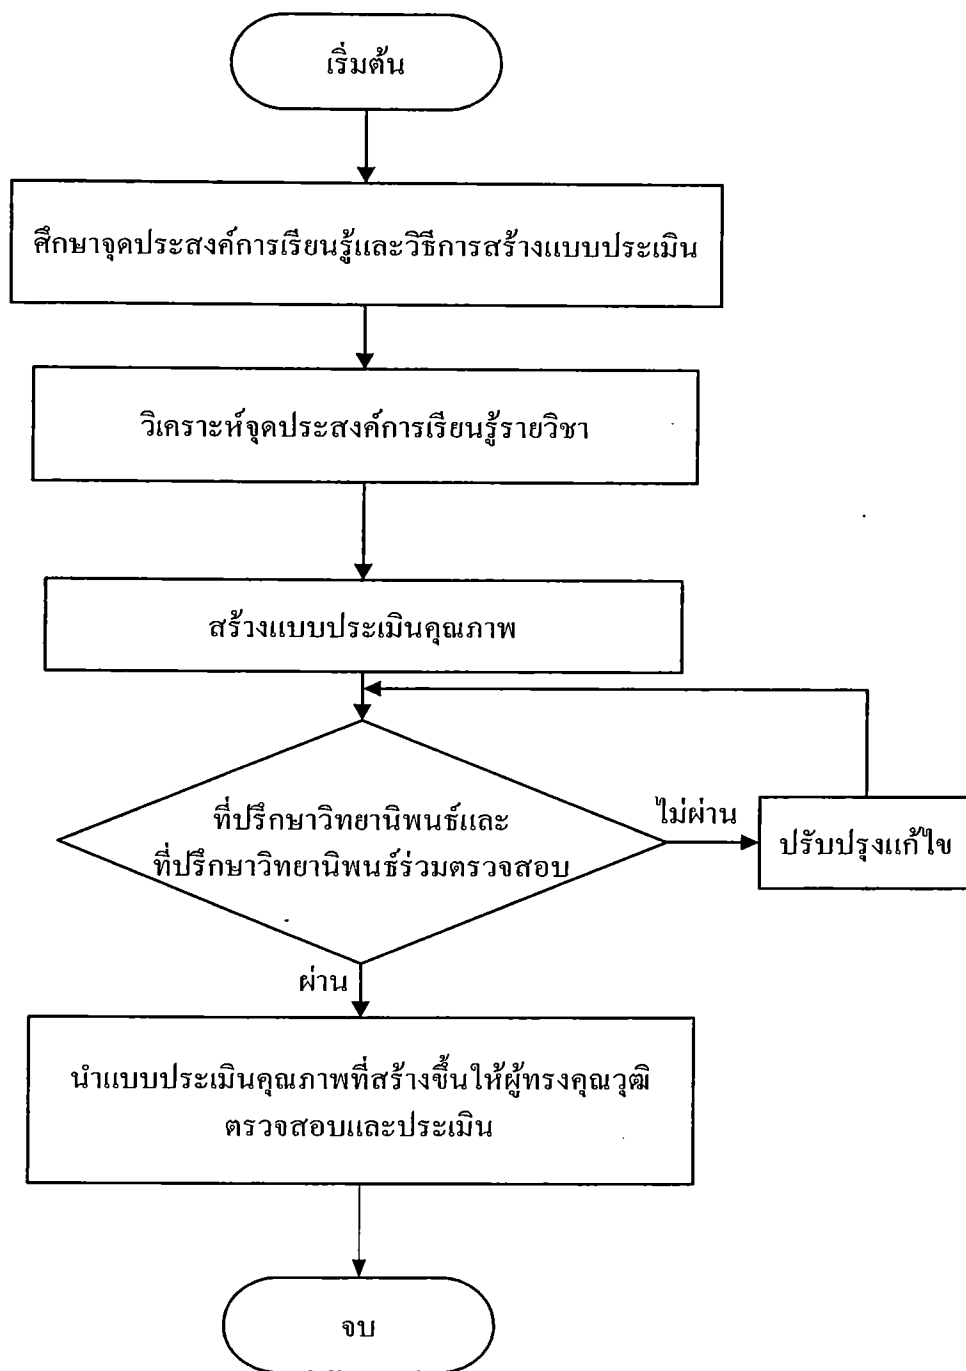 เริ่มต้น
ศึกษาจุดประสงค์การเรียนรู้และวิธีการสร้างแบบประเมิน
วิเคราะห์จุดประสงค์การเรียนรู้รายวิชา
สร้างแบบประเมินคุณภาพ
ที่ปรึกษาวิทยานิพนธ์และ
ที่ปรึกษาวิทยานิพนธ์ร่วมตรวจสอบ
ไม่ผ่าน
ปรับปรุงแก้ไข
ผ่าน
นำแบบประเมินคุณภาพที่สร้างขึ้นให้ผู้ทรงคุณวุฒิ
ตรวจสอบและประเมิน
จบ